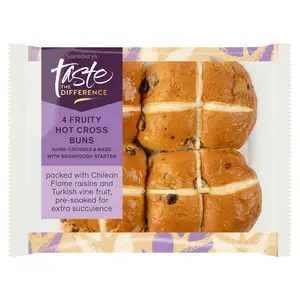 Sainsbury's
Taste
THE
DIFFERENCE
4 FRUITY
HOT CROSS
BUNS
HAND-CROSSED & MADE
WITH SOURDOUGH STARTER
packed with Chilean
Flame raisins and
Turkish vine fruit,
pre-soaked for
extra succulence